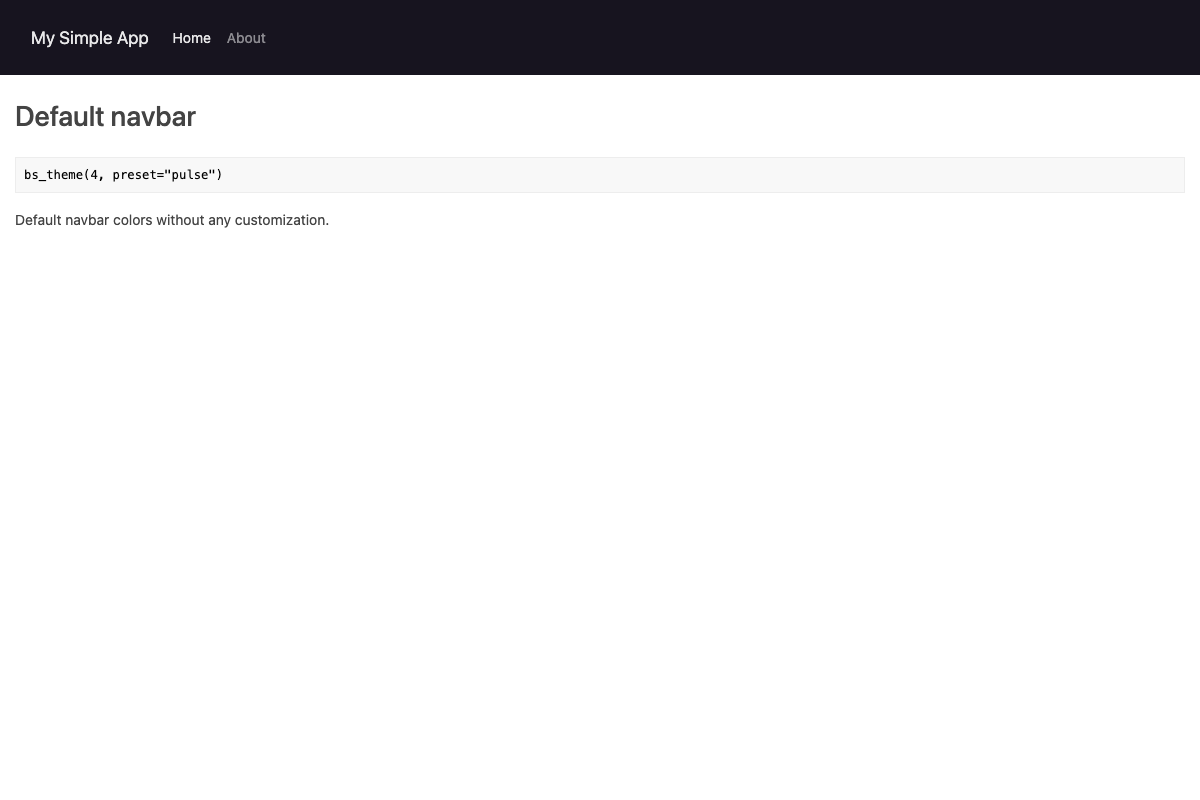 My Simple App Home About
Default navbar
bs_theme(4, preset="pulse")
Default navbar colors without any customization.